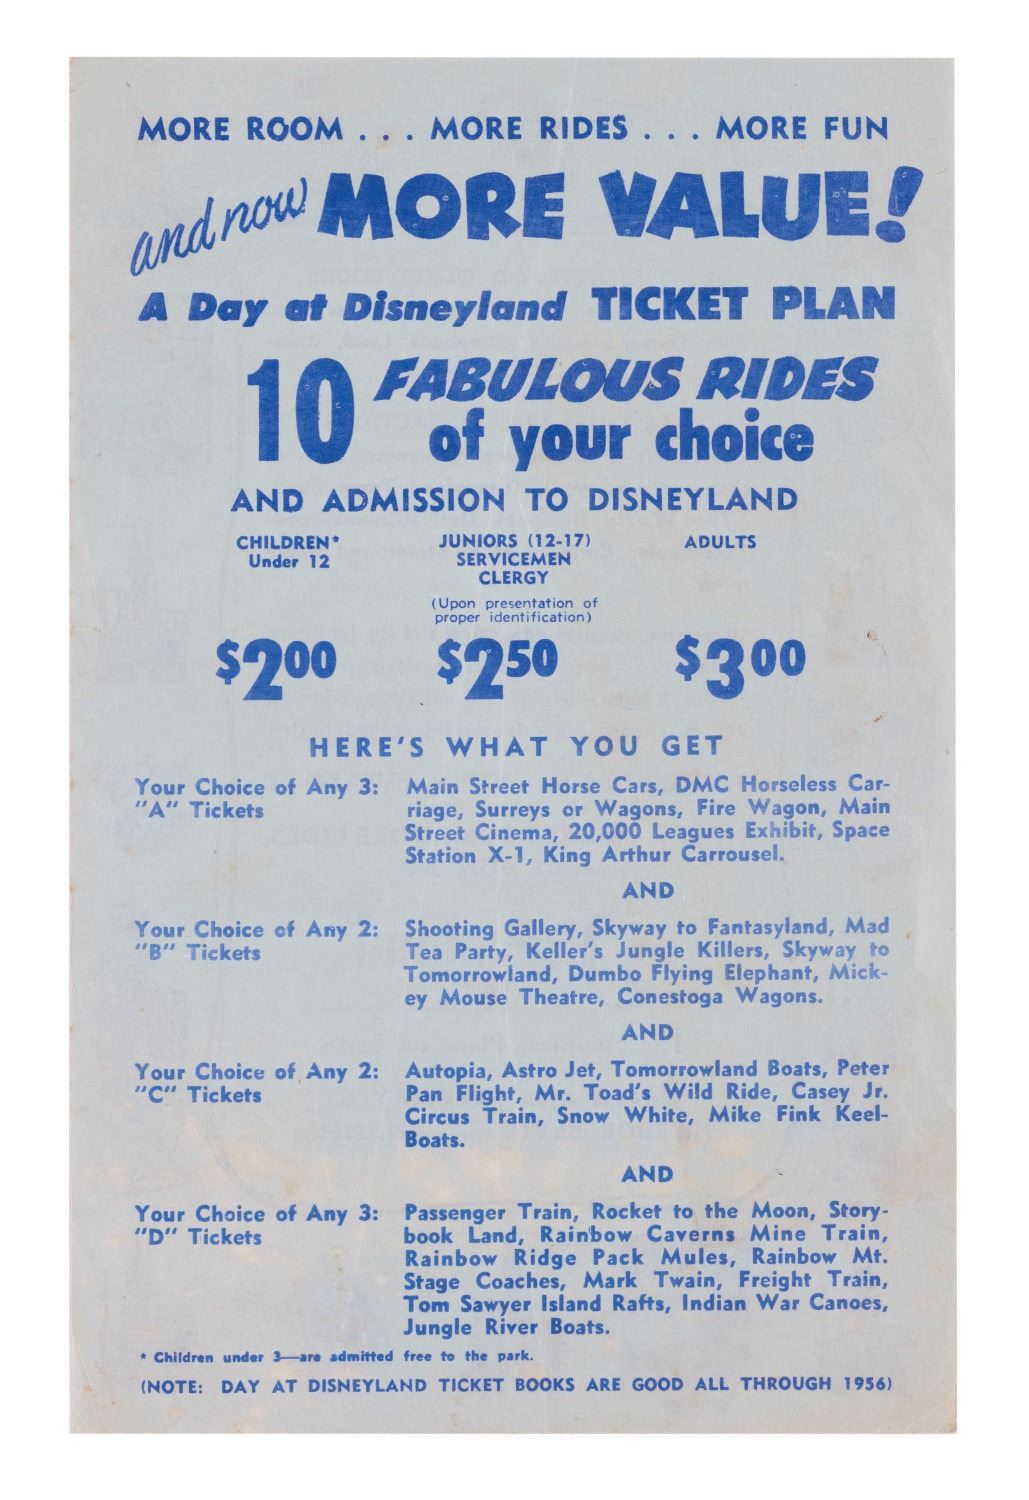 MORE ROOM . . . MORE RIDES . . . MORE FUN
and now MORE VALUE!
A Day at Disneyland TICKET PLAN
10 FABULOUS RIDES
of your choice
AND ADMISSION TO DISNEYLAND
CHILDREN*
Under 12
$2.00
JUNIORS (12-17)
SERVICEMEN
CLERGY
(Upon presentation of
proper identification)
$2.50
ADULTS
$3.00
HERE'S WHAT YOU GET
Your Choice of Any 3:
"A" Tickets
Main Street Horse Cars, DMC Horseless Car-
riage, Surreys or Wagons, Fire Wagon, Main
Street Cinema, 20,000 Leagues Exhibit, Space
Station X-1, King Arthur Carrousel.
AND
Your Choice of Any 2:
"B" Tickets
Shooting Gallery, Skyway to Fantasyland, Mad
Tea Party, Keller's Jungle Killers, Skyway to
Tomorrowland, Dumbo Flying Elephant, Mick-
ey Mouse Theatre, Conestoga Wagons.
AND
Your Choice of Any 2:
"C" Tickets
Autopia, Astro Jet, Tomorrowland Boats, Peter
Pan Flight, Mr. Toad's Wild Ride, Casey Jr.
Circus Train, Snow White, Mike Fink Keel-
Boats.
AND
Your Choice of Any 3:
"D" Tickets
Passenger Train, Rocket to the Moon, Story-
book Land, Rainbow Caverns Mine Train,
Rainbow Ridge Pack Mules, Rainbow Mt.
Stage Coaches, Mark Twain, Freight Train,
Tom Sawyer Island Rafts, Indian War Canoes,
Jungle River Boats.
* Children under 3—are admitted free to the park.
(NOTE: DAY AT DISNEYLAND TICKET BOOKS ARE GOOD ALL THROUGH 1956)